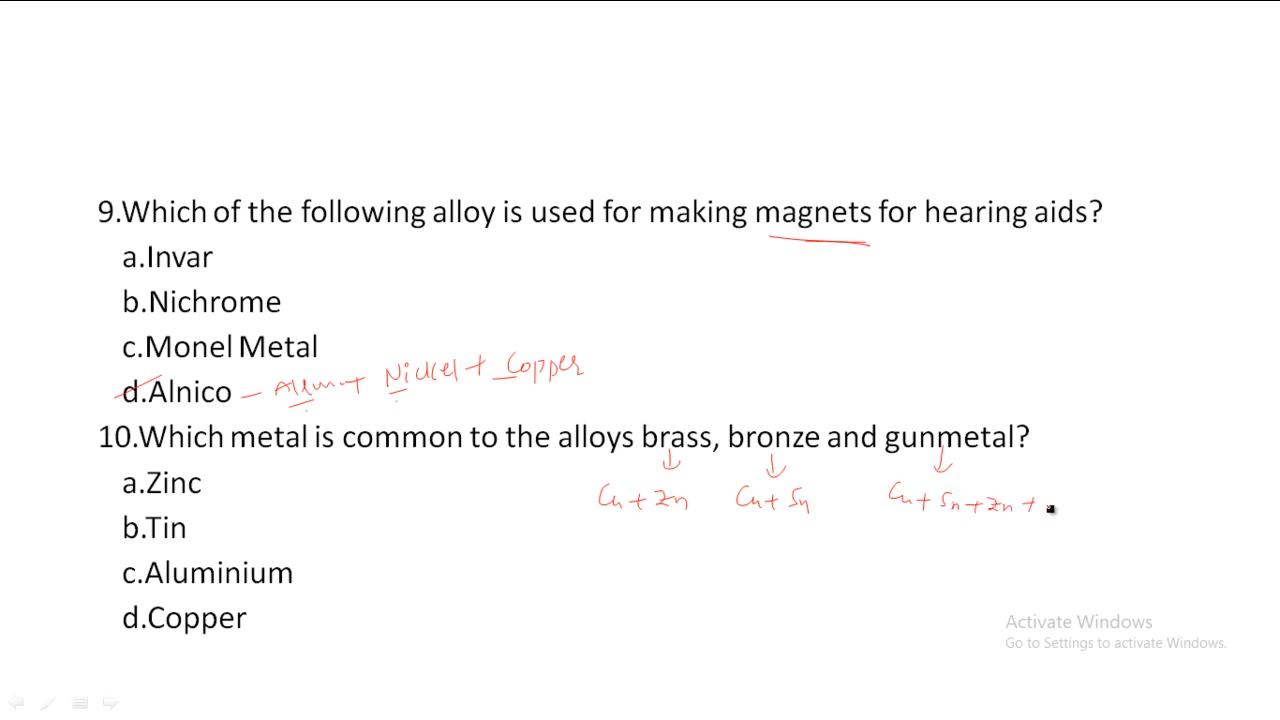 9.Which of the following alloy is used for making magnets for hearing aids?
a.Invar
b.Nichrome
c.Monel Metal
d.Alnico – Alum + Nickel + Copper
10.Which metal is common to the alloys brass, bronze and gunmetal?
a.Zinc
Cu + Zn Cu + Sn Cu + Sn + Zn +
b.Tin
c.Aluminium
d.Copper
Activate Windows
Go to Settings to activate Windows.